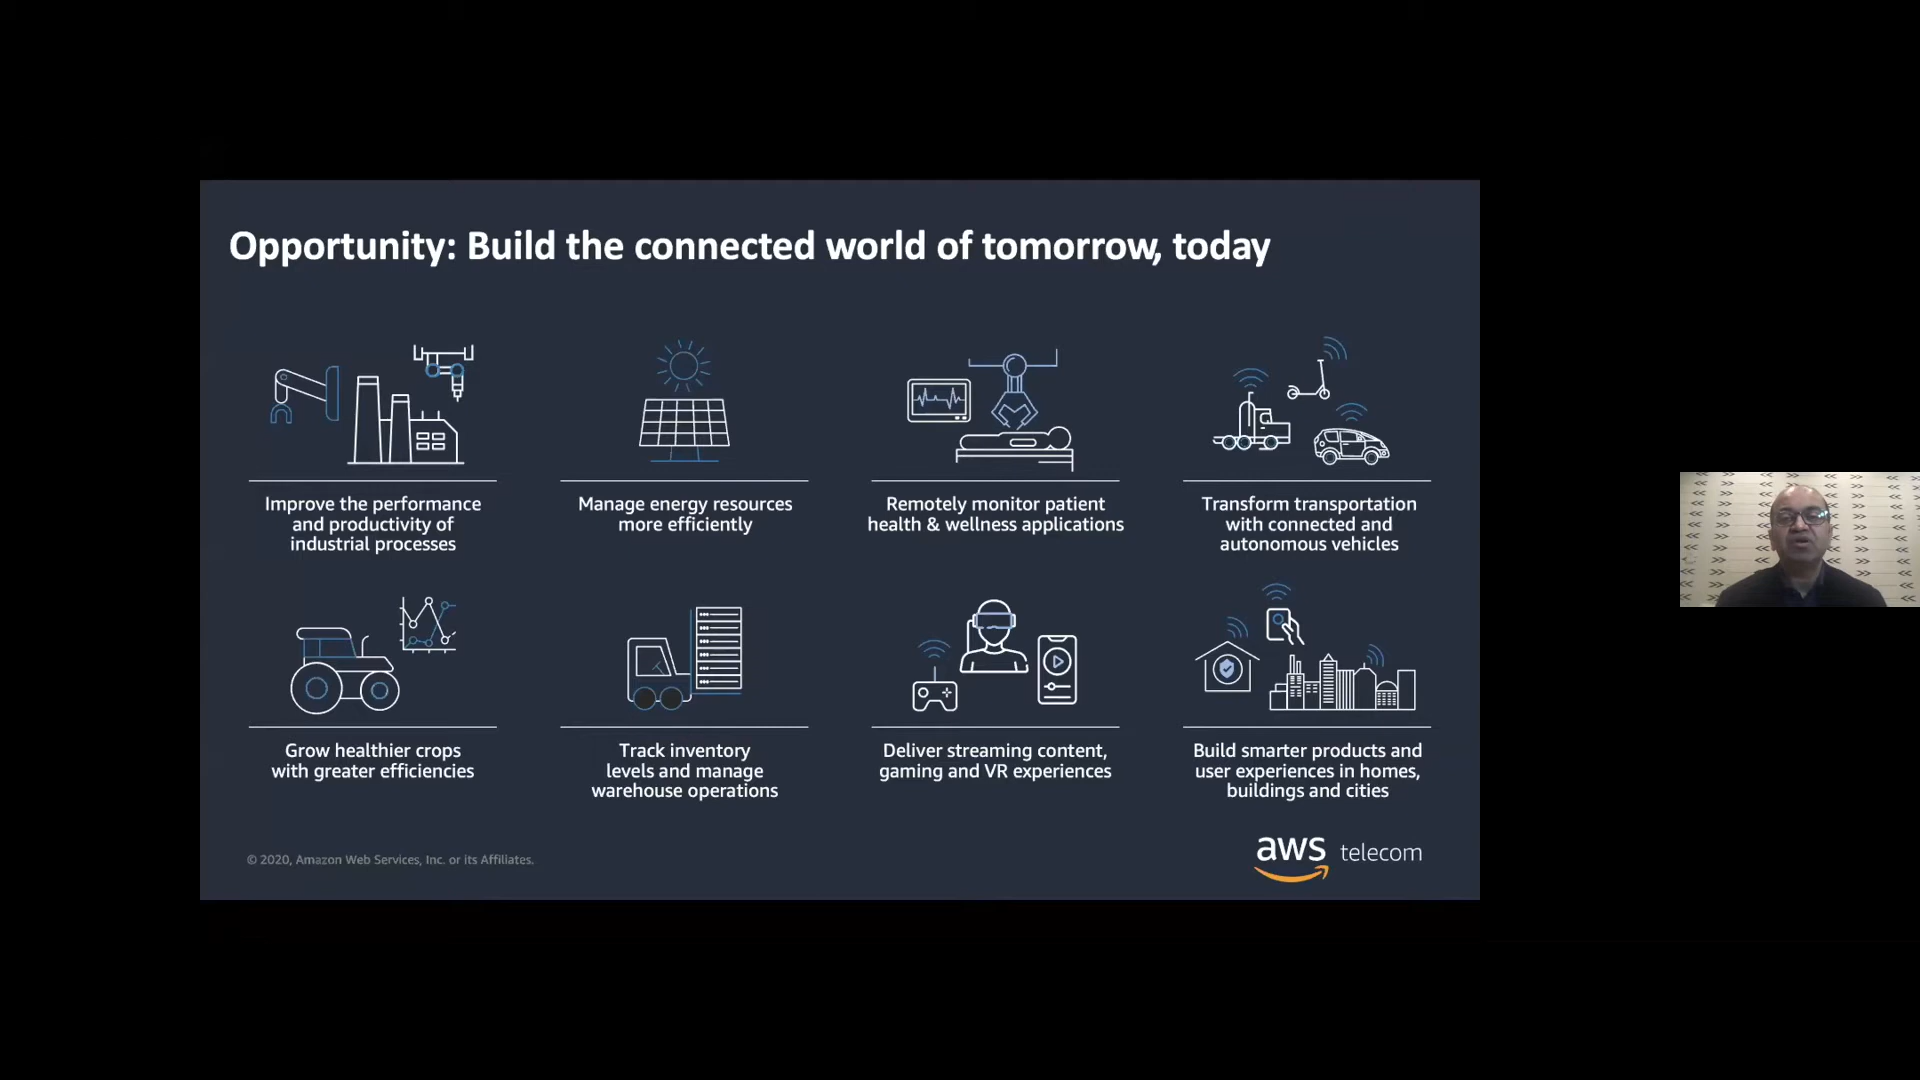 Opportunity: Build the connected world of tomorrow, today
Improve the performance
and productivity of
industrial processes
Manage energy resources
more efficiently
Remotely monitor patient
health & wellness applications
Transform transportation
with connected and
autonomous vehicles
Grow healthier crops
with greater efficiencies
Track inventory
levels and manage
warehouse operations
Deliver streaming content,
gaming and VR experiences
Build smarter products and
user experiences in homes,
buildings and cities
© 2020, Amazon Web Services, Inc. or its Affiliates.
aws telecom